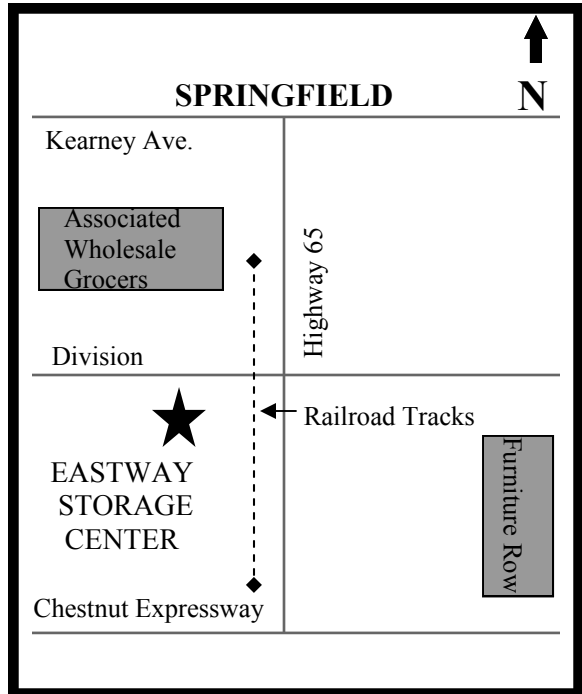 SPRINGFIELD
N
Kearney Ave.
Associated
Wholesale
Grocers
Highway 65
Division
Railroad Tracks
EASTWAY
STORAGE
CENTER
Furniture Row
Chestnut Expressway